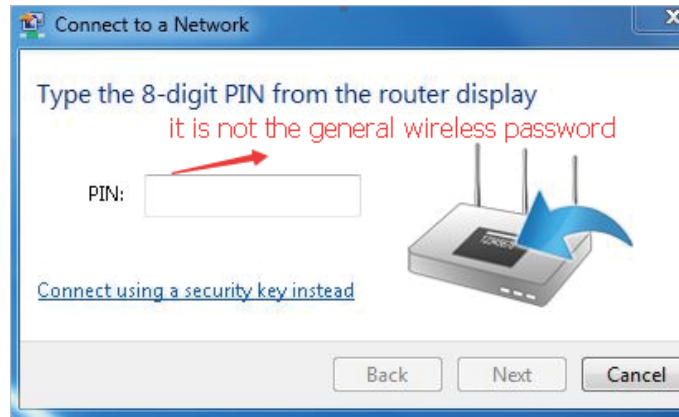 Connect to a Network
X
Type the 8-digit PIN from the router display
it is not the general wireless password
PIN:
12345678
Connect using a security key instead
Back
Next
Cancel